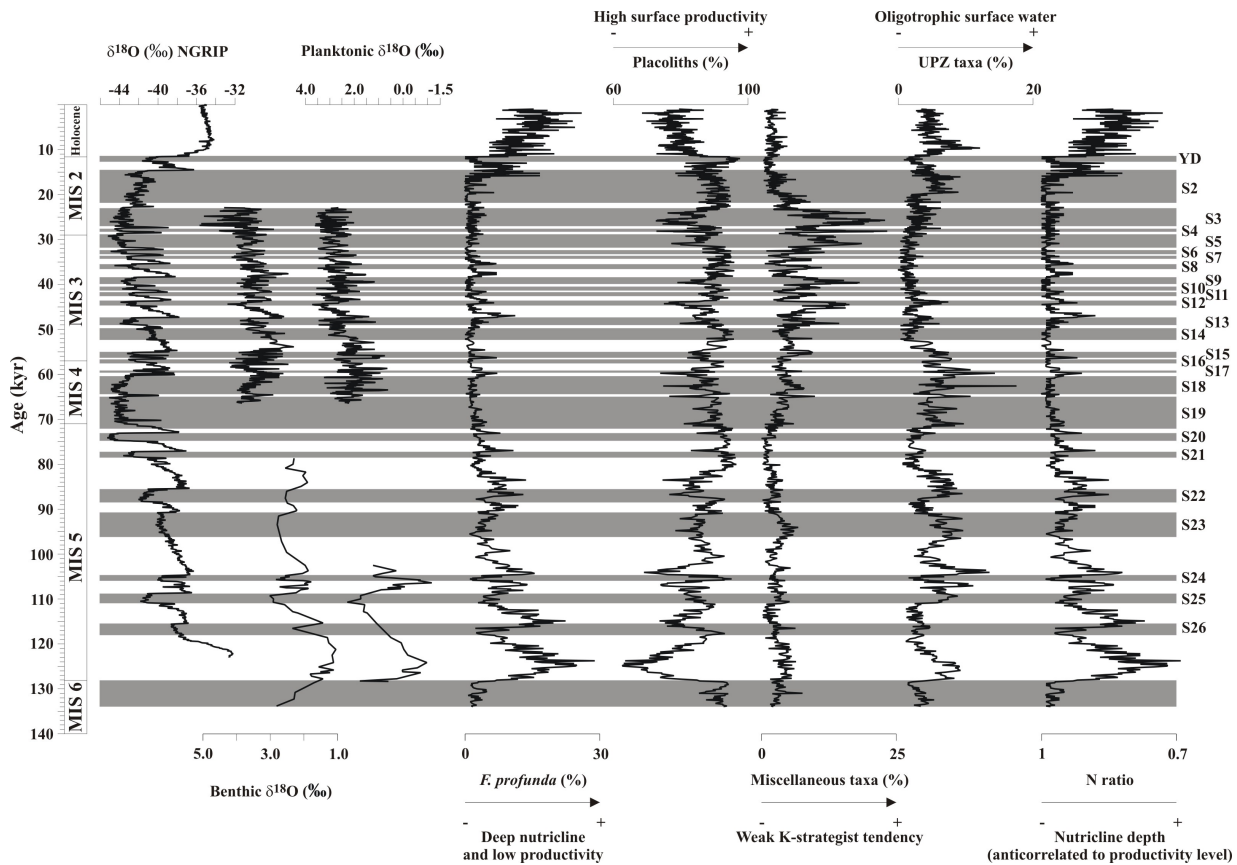 High surface productivity
- +
Placoliths (%)
Oligotrophic surface water
- +
UPZ taxa (%)
δ¹⁸O (‰) NGRIP
Planktonic δ¹⁸O (‰)
-44 -40 -36 -32
4.0 2.0 0.0 -1.5
60 100
0 20
Age (kyr)
10
20
30
40
50
60
70
80
90
100
110
120
130
140
Holocene
MIS 2
MIS 3
MIS 4
MIS 5
MIS 6
YD
S2
S3
S4
S5
S6
S7
S8
S9
S10
S11
S12
S13
S14
S15
S16
S17
S18
S19
S20
S21
S22
S23
S24
S25
S26
5.0 3.0 1.0
Benthic δ¹⁸O (‰)
0 30
F. profunda (%)
- +
Deep nutricline
and low productivity
0 25
Miscellaneous taxa (%)
- +
Weak K-strategist tendency
1 0.7
N ratio
- +
Nutricline depth
(anticorrelated to productivity level)